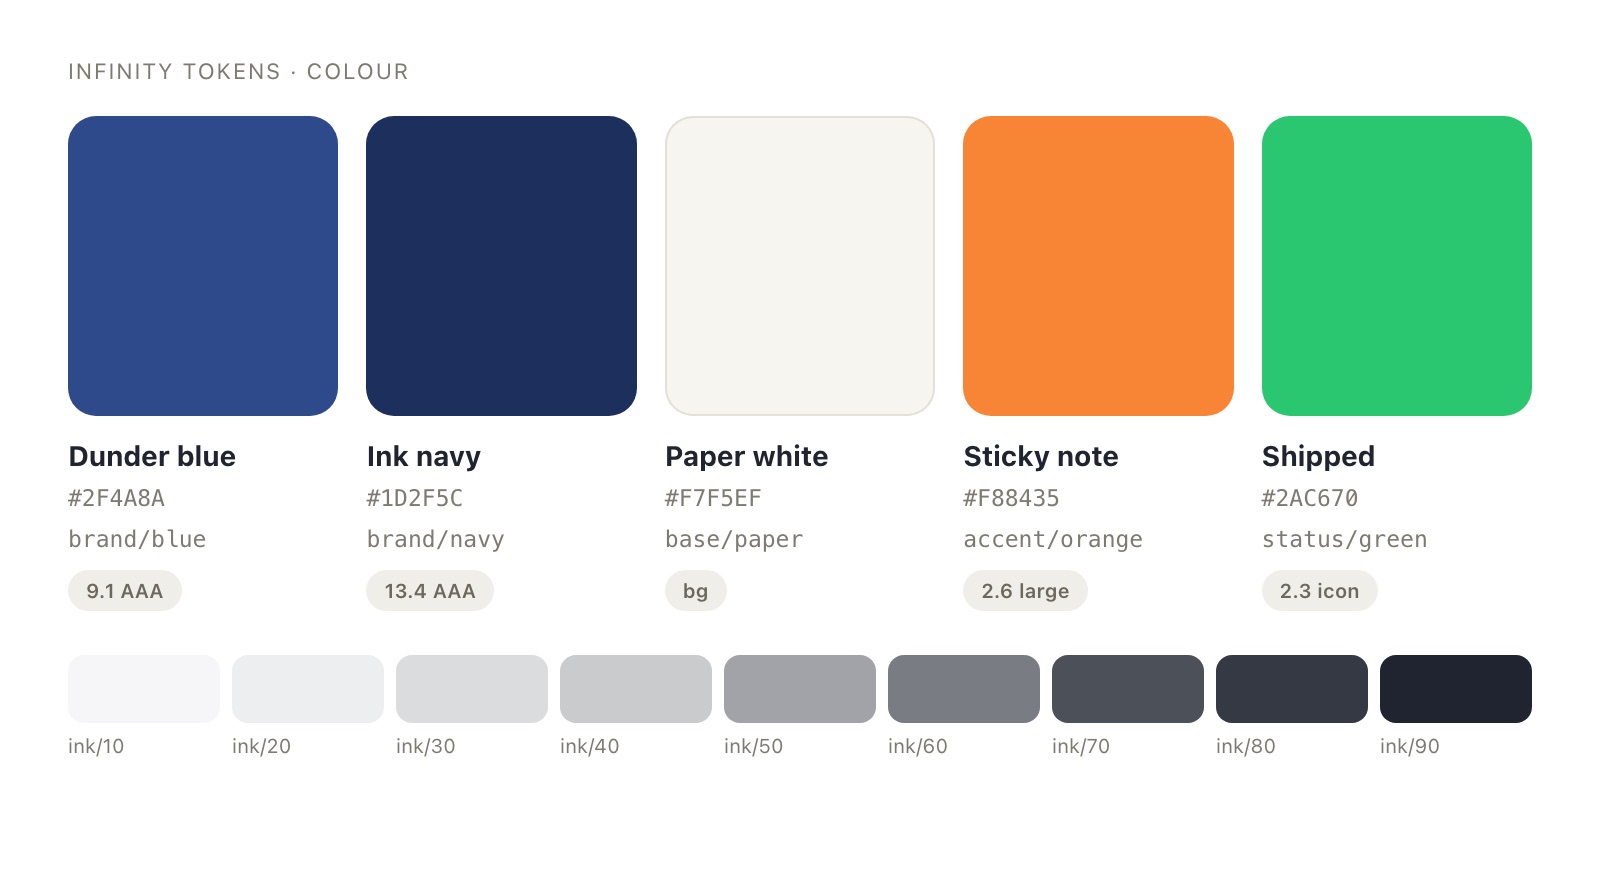 INFINITY TOKENS · COLOUR
Dunder blue
#2F4A8A
brand/blue
9.1 AAA
Ink navy
#1D2F5C
brand/navy
13.4 AAA
Paper white
#F7F5EF
base/paper
bg
Sticky note
#F88435
accent/orange
2.6 large
Shipped
#2AC670
status/green
2.3 icon
ink/10
ink/20
ink/30
ink/40
ink/50
ink/60
ink/70
ink/80
ink/90